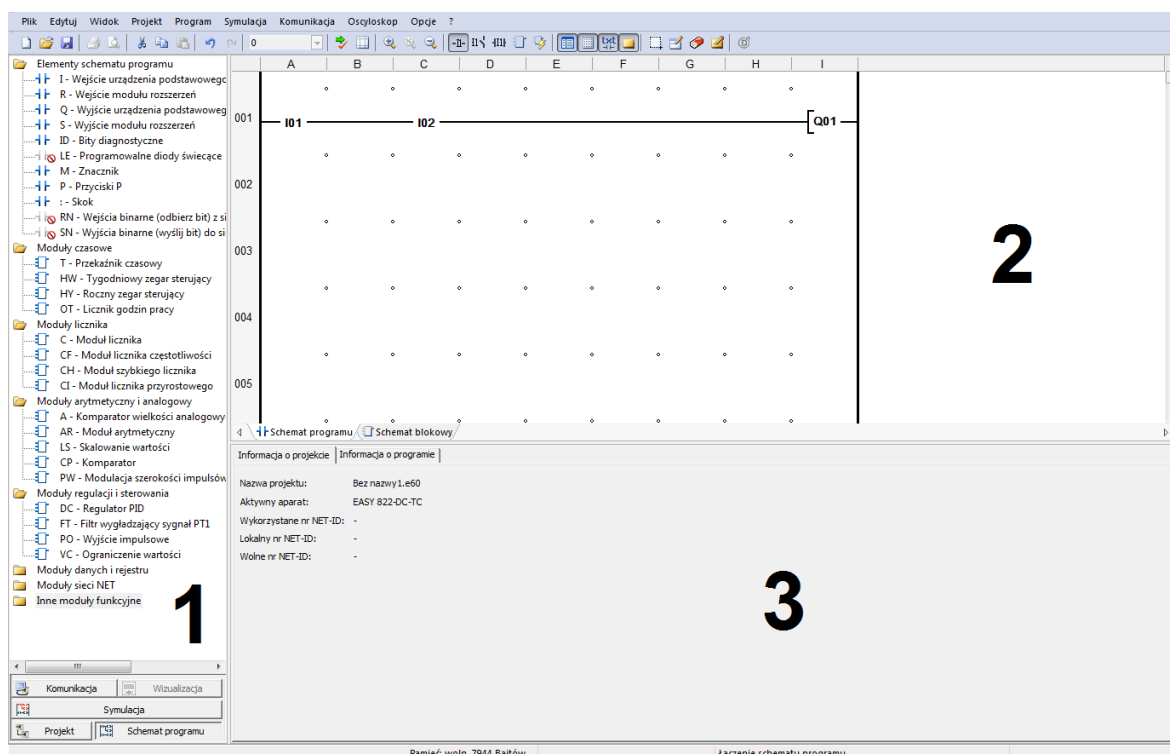 Plik Edytuj Widok Projekt Program Symulacja Komunikacja Oscyloskop Opcje ?
0
Elementy schematu programu
I - Wejście urządzenia podstawowego
R - Wejście modułu rozszerzeń
Q - Wyjście urządzenia podstawoweg
S - Wyjście modułu rozszerzeń
ID - Bity diagnostyczne
LE - Programowalne diody świecące
M - Znacznik
P - Przyciski P
: - Skok
RN - Wejścia binarne (odbierz bit) z si
SN - Wyjścia binarne (wyślij bit) do si
Moduły czasowe
T - Przekaźnik czasowy
HW - Tygodniowy zegar sterujący
HY - Roczny zegar sterujący
OT - Licznik godzin pracy
Moduły licznika
C - Moduł licznika
CF - Moduł licznika częstotliwości
CH - Moduł szybkiego licznika
CI - Moduł licznika przyrostowego
Moduły arytmetyczny i analogowy
A - Komparator wielkości analogowy
AR - Moduł arytmetyczny
LS - Skalowanie wartości
CP - Komparator
PW - Modulacja szerokości impulsów
Moduły regulacji i sterowania
DC - Regulator PID
FT - Filtr wygładzający sygnał PT1
PO - Wyjście impulsowe
VC - Ograniczenie wartości
Moduły danych i rejestru
Moduły sieci NET
Inne moduły funkcyjne
1
Komunikacja Wizualizacja
Symulacja
Projekt Schemat programu
A B C D E F G H I
001 I01 I02 Q01
002
003
004
005
2
Schemat programu Schemat blokowy
Informacja o projekcie Informacja o programie
Nazwa projektu: Bez nazwy1.e60
Aktywny aparat: EASY 822-DC-TC
Wykorzystane nr NET-ID: -
Lokalny nr NET-ID: -
Wolne nr NET-ID: -
3
Pamięć woln. 7944 Bajtów Łączenie schematu programu